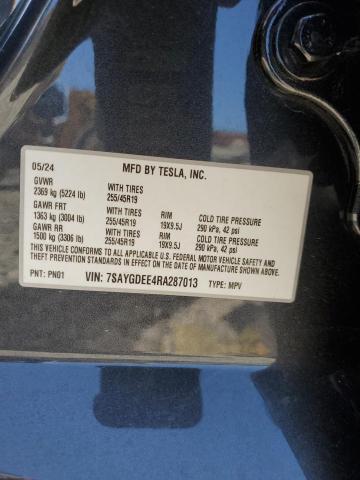 05/24 MFD BY TESLA, INC.
GVWR WITH TIRES
2369 kg (5224 lb) 255/45R19
GAWR FRT WITH TIRES RIM COLD TIRE PRESSURE
1363 kg (3004 lb) 255/45R19 19X9.5J 290 kPa, 42 psi
GAWR RR WITH TIRES RIM COLD TIRE PRESSURE
1500 kg (3306 lb) 255/45R19 19X9.5J 290 kPa, 42 psi
THIS VEHICLE CONFORMS TO ALL APPLICABLE U.S. FEDERAL MOTOR VEHICLE SAFETY AND
THEFT PREVENTION STANDARDS IN EFFECT ON THE DATE OF MANUFACTURE SHOWN ABOVE.
PNT: PN01 VIN: 7SAYGDEE4RA287013 TYPE: MPV